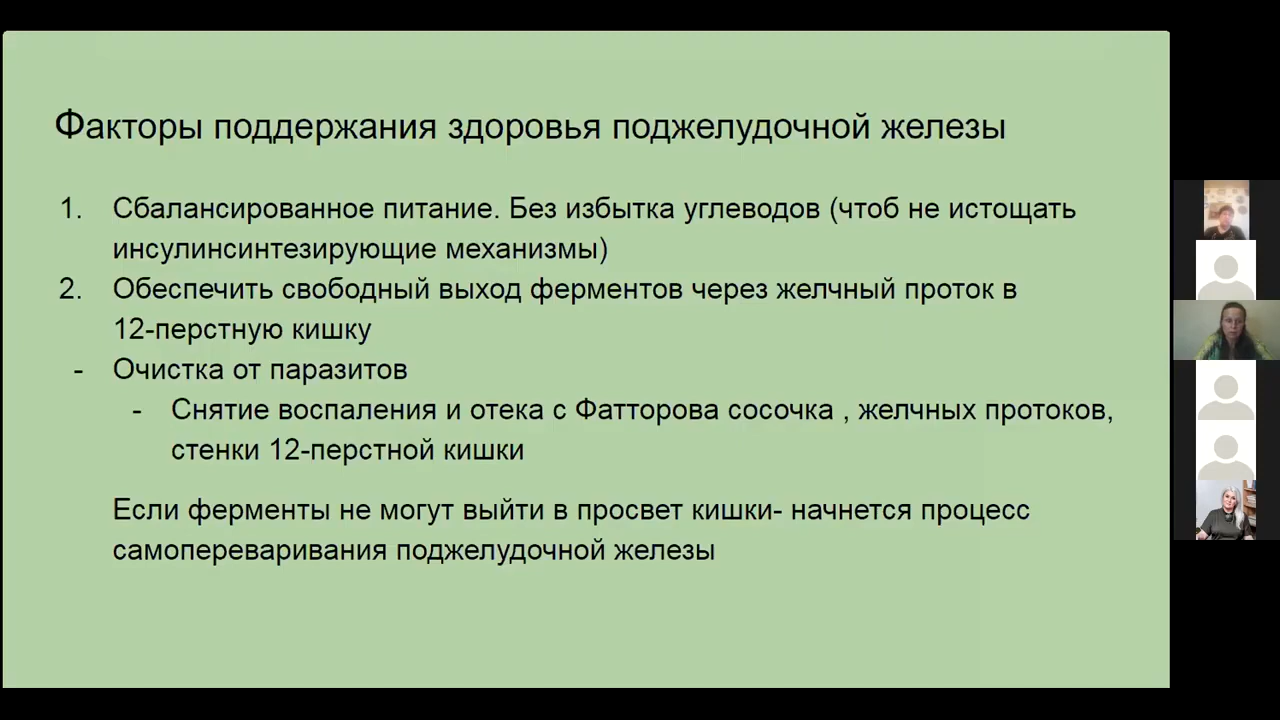 Факторы поддержания здоровья поджелудочной железы
1. Сбалансированное питание. Без избытка углеводов (чтоб не истощать
инсулинсинтезирующие механизмы)
2. Обеспечить свободный выход ферментов через желчный проток в
12-перстную кишку
- Очистка от паразитов
- Снятие воспаления и отека с Фатторова сосочка , желчных протоков,
стенки 12-перстной кишки
Если ферменты не могут выйти в просвет кишки- начнется процесс
самопереваривания поджелудочной железы